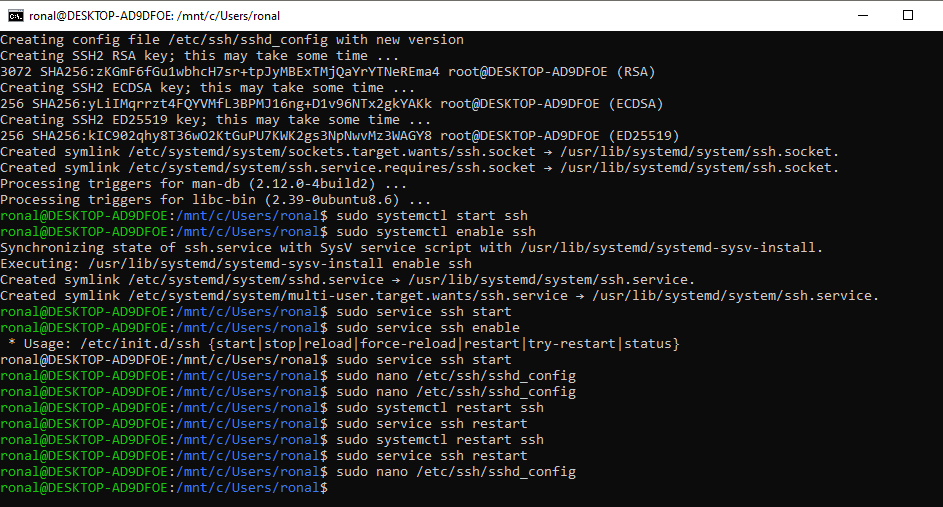 ronal@DESKTOP-AD9DFOE: /mnt/c/Users/ronal
Creating config file /etc/ssh/sshd_config with new version
Creating SSH2 RSA key; this may take some time ...
3072 SHA256:zKGmF6fGu1wbhcH7sr+tpJyMBExTMjQaYrYTNeREma4 root@DESKTOP-AD9DFOE (RSA)
Creating SSH2 ECDSA key; this may take some time ...
256 SHA256:yLiIMqrrzt4FQYVMfL3BPMJ16ng+D1v96NTx2gkYAKk root@DESKTOP-AD9DFOE (ECDSA)
Creating SSH2 ED25519 key; this may take some time ...
256 SHA256:kIC902qhy8T36wO2KtGuPU7KWK2gs3NpNwvMz3WAGY8 root@DESKTOP-AD9DFOE (ED25519)
Created symlink /etc/systemd/system/sockets.target.wants/ssh.socket → /usr/lib/systemd/system/ssh.socket.
Created symlink /etc/systemd/system/ssh.service.requires/ssh.socket → /usr/lib/systemd/system/ssh.socket.
Processing triggers for man-db (2.12.0-4build2) ...
Processing triggers for libc-bin (2.39-0ubuntu8.6) ...
ronal@DESKTOP-AD9DFOE:/mnt/c/Users/ronal$ sudo systemctl start ssh
ronal@DESKTOP-AD9DFOE:/mnt/c/Users/ronal$ sudo systemctl enable ssh
Synchronizing state of ssh.service with SysV service script with /usr/lib/systemd/systemd-sysv-install.
Executing: /usr/lib/systemd/systemd-sysv-install enable ssh
Created symlink /etc/systemd/system/sshd.service → /usr/lib/systemd/system/ssh.service.
Created symlink /etc/systemd/system/multi-user.target.wants/ssh.service → /usr/lib/systemd/system/ssh.service.
ronal@DESKTOP-AD9DFOE:/mnt/c/Users/ronal$ sudo service ssh start
ronal@DESKTOP-AD9DFOE:/mnt/c/Users/ronal$ sudo service ssh enable
 * Usage: /etc/init.d/ssh {start|stop|reload|force-reload|restart|try-restart|status}
ronal@DESKTOP-AD9DFOE:/mnt/c/Users/ronal$ sudo service ssh start
ronal@DESKTOP-AD9DFOE:/mnt/c/Users/ronal$ sudo nano /etc/ssh/sshd_config
ronal@DESKTOP-AD9DFOE:/mnt/c/Users/ronal$ sudo nano /etc/ssh/sshd_config
ronal@DESKTOP-AD9DFOE:/mnt/c/Users/ronal$ sudo systemctl restart ssh
ronal@DESKTOP-AD9DFOE:/mnt/c/Users/ronal$ sudo service ssh restart
ronal@DESKTOP-AD9DFOE:/mnt/c/Users/ronal$ sudo systemctl restart ssh
ronal@DESKTOP-AD9DFOE:/mnt/c/Users/ronal$ sudo service ssh restart
ronal@DESKTOP-AD9DFOE:/mnt/c/Users/ronal$ sudo nano /etc/ssh/sshd_config
ronal@DESKTOP-AD9DFOE:/mnt/c/Users/ronal$